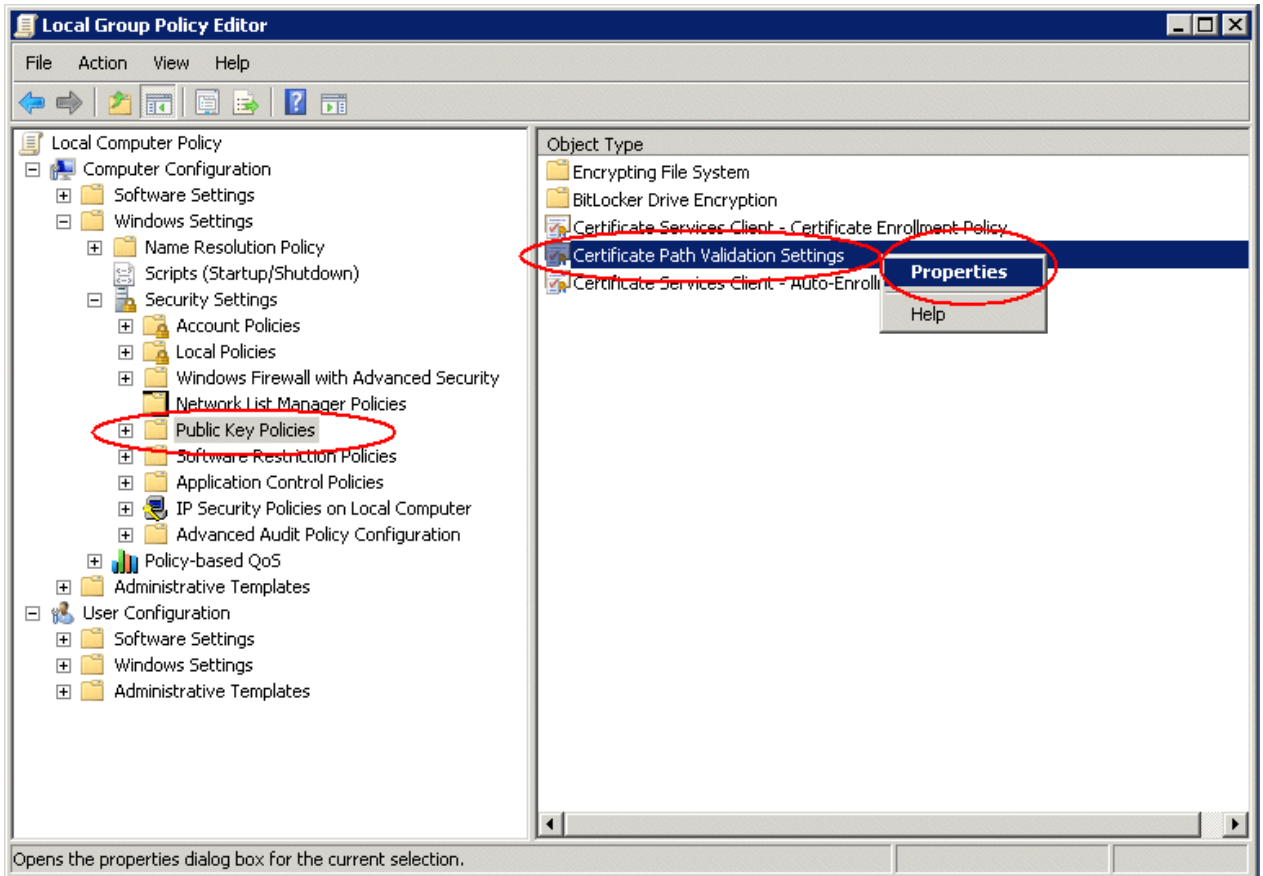 Local Group Policy Editor
File Action View Help
Local Computer Policy
Computer Configuration
Software Settings
Windows Settings
Name Resolution Policy
Scripts (Startup/Shutdown)
Security Settings
Account Policies
Local Policies
Windows Firewall with Advanced Security
Network List Manager Policies
Public Key Policies
Software Restriction Policies
Application Control Policies
IP Security Policies on Local Computer
Advanced Audit Policy Configuration
Policy-based QoS
Administrative Templates
User Configuration
Software Settings
Windows Settings
Administrative Templates
Object Type
Encrypting File System
BitLocker Drive Encryption
Certificate Services Client - Certificate Enrollment Policy
Certificate Path Validation Settings
Certificate Services Client - Auto-Enroll
Properties
Help
Opens the properties dialog box for the current selection.